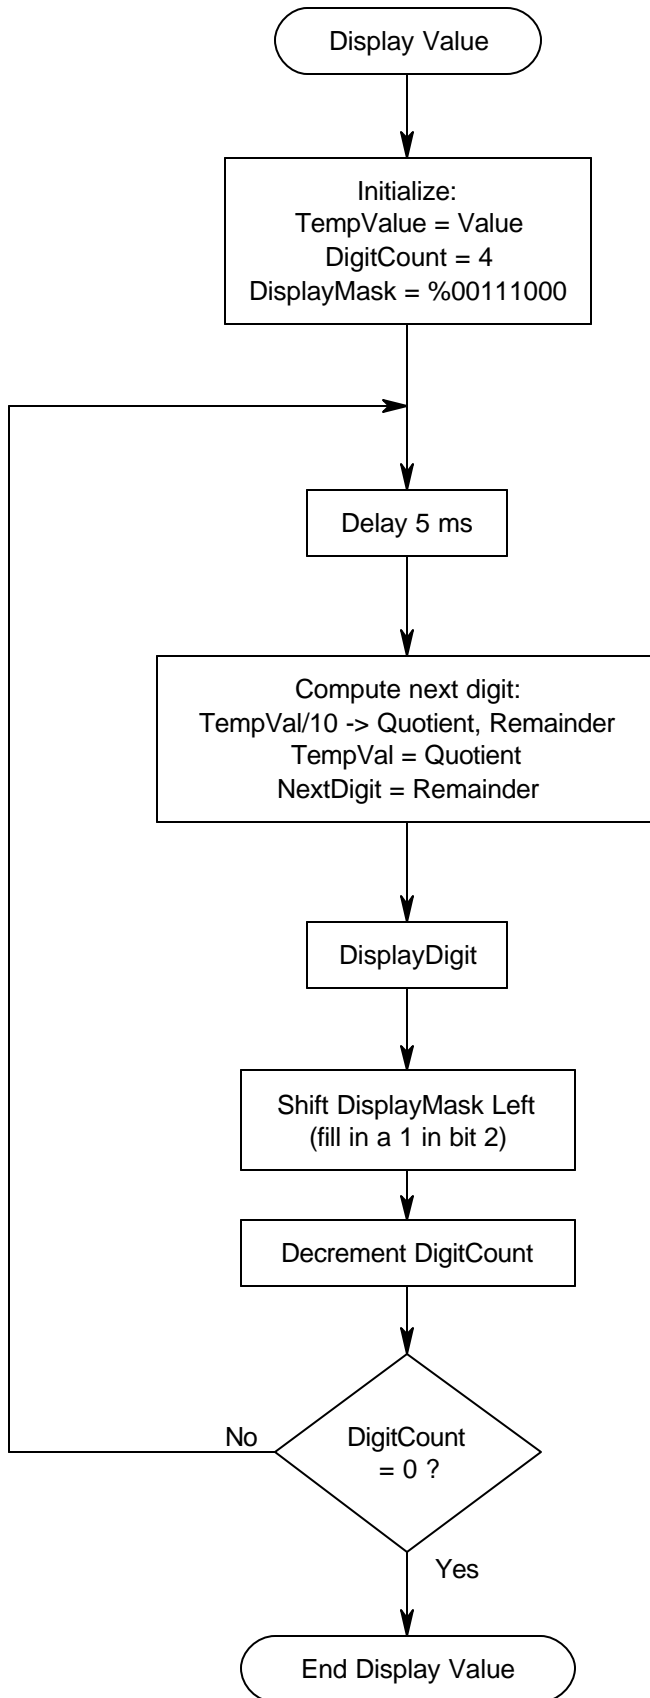 Display Value
Initialize:
TempValue = Value
DigitCount = 4
DisplayMask = %00111000
Delay 5 ms
Compute next digit:
TempVal/10 -> Quotient, Remainder
TempVal = Quotient
NextDigit = Remainder
DisplayDigit
Shift DisplayMask Left
(fill in a 1 in bit 2)
Decrement DigitCount
No
DigitCount
= 0 ?
Yes
End Display Value